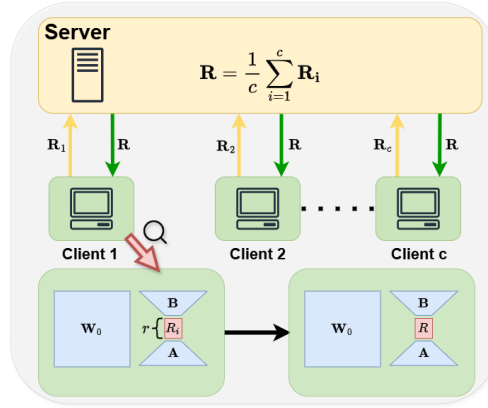 Server
R = 1/c ∑_{i=1}^{c} R_i
R_1 R R_2 R R_c R
Client 1 Client 2 Client c
B B
W_0 r { R_i W_0 R
A A